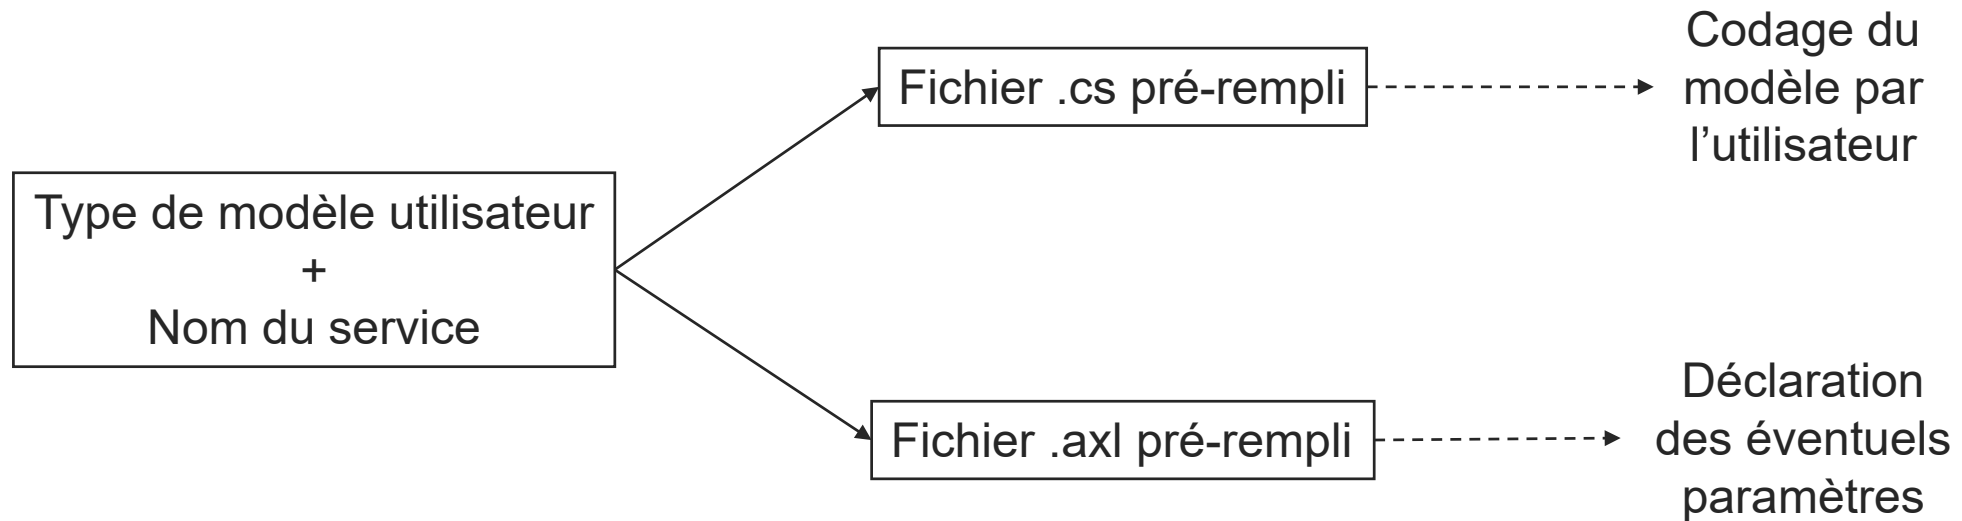 Type de modèle utilisateur
+
Nom du service
Fichier .cs pré-rempli
Codage du
modèle par
l’utilisateur
Fichier .axl pré-rempli
Déclaration
des éventuels
paramètres